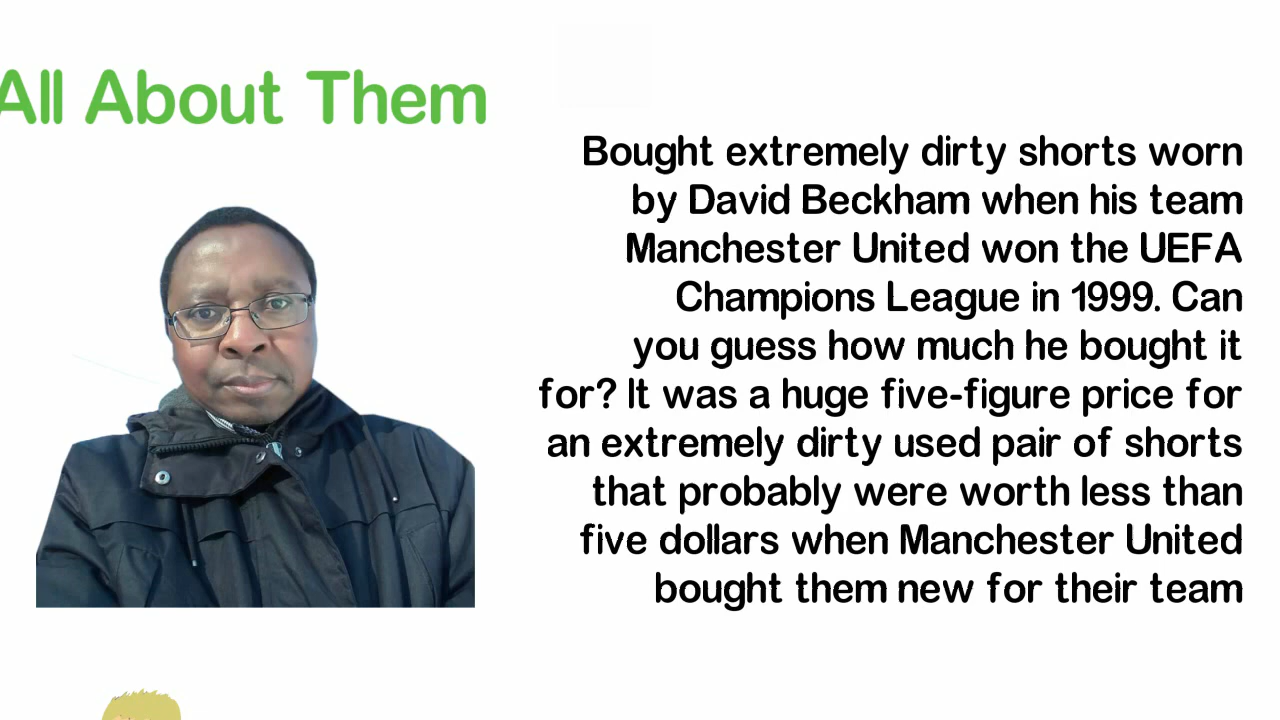 All About Them
Bought extremely dirty shorts worn
by David Beckham when his team
Manchester United won the UEFA
Champions League in 1999. Can
you guess how much he bought it
for? It was a huge five-figure price for
an extremely dirty used pair of shorts
that probably were worth less than
five dollars when Manchester United
bought them new for their team